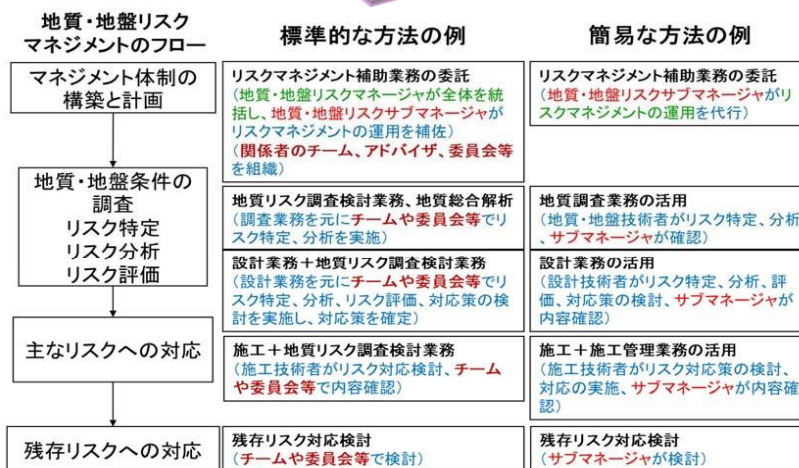 地質・地盤リスク
マネジメントのフロー
標準的な方法の例
簡易な方法の例
マネジメント体制の
構築と計画
リスクマネジメント補助業務の委託
(地質・地盤リスクマネージャが全体を統
括し、地質・地盤リスクサブマネージャが
リスクマネジメントの運用を補佐)
(関係者のチーム、アドバイザ、委員会等
を組織)
リスクマネジメント補助業務の委託
(地質・地盤リスクサブマネージャがリ
スクマネジメントの運用を代行)
地質・地盤条件の
調査
リスク特定
リスク分析
リスク評価
地質リスク調査検討業務、地質総合解析
(調査業務を元にチームや委員会等でリ
スク特定、分析を実施)
地質調査業務の活用
(地質・地盤技術者がリスク特定、分析
、サブマネージャが確認)
設計業務+地質リスク調査検討業務
(設計業務を元にチームや委員会等でリ
スク特定、分析、リスク評価、対応策の検
討を実施し、対応策を確定)
設計業務の活用
(設計技術者がリスク特定、分析、評
価、対応策の検討、サブマネージャが
内容確認)
主なリスクへの対応
施工+地質リスク調査検討業務
(施工技術者がリスク対応検討、チーム
や委員会等で内容確認)
施工+施工管理業務の活用
(施工技術者がリスク対応策の検討、
対応の実施、サブマネージャが内容確
認)
残存リスクへの対応
残存リスク対応検討
(チームや委員会等で検討)
残存リスク対応検討
(サブマネージャが検討)